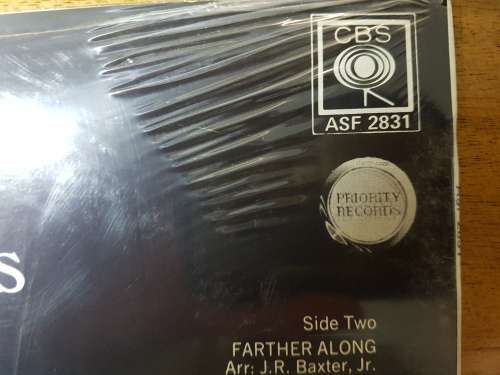 CBS
ASF 2831
PRIORITY
RECORDS
S
Side Two
FARTHER ALONG
Arr: J.R. Baxter, Jr.